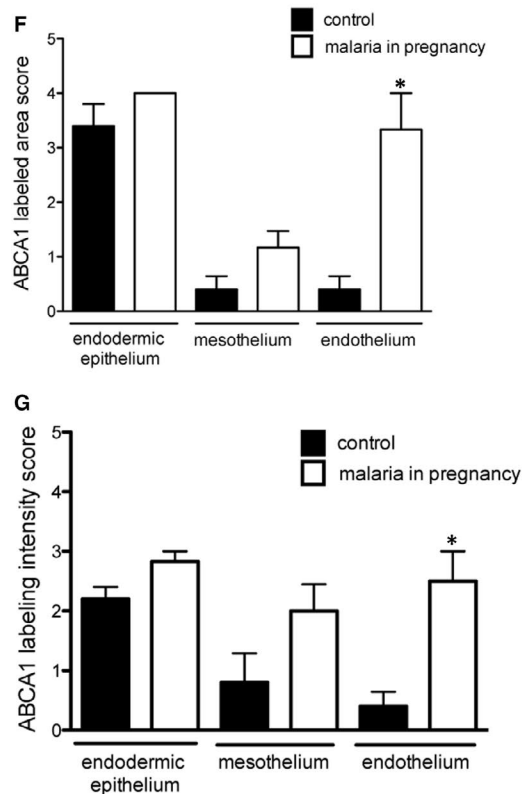 F
control
malaria in pregnancy
ABCA1 labeled area score
5
4
3
2
1
0
*
endodermic
epithelium
mesothelium
endothelium
G
control
malaria in pregnancy
ABCA1 labeling intensity score
5
4
3
2
1
0
*
endodermic
epithelium
mesothelium
endothelium